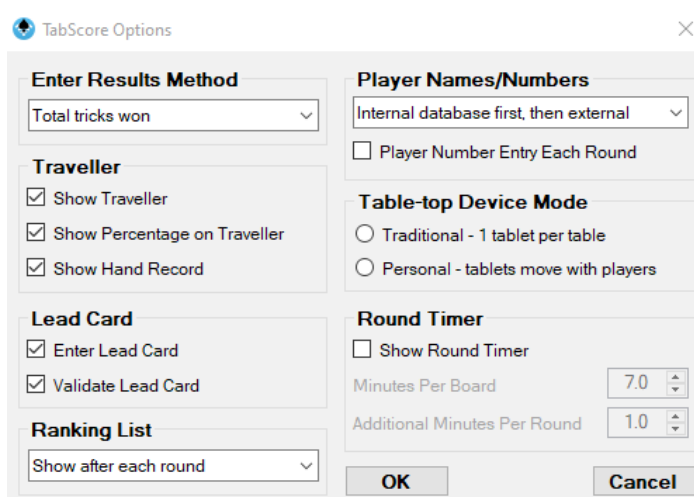 TabScore Options
Enter Results Method
Total tricks won
Traveller
Show Traveller
Show Percentage on Traveller
Show Hand Record
Lead Card
Enter Lead Card
Validate Lead Card
Ranking List
Show after each round
Player Names/Numbers
Internal database first, then external
Player Number Entry Each Round
Table-top Device Mode
Traditional - 1 tablet per table
Personal - tablets move with players
Round Timer
Show Round Timer
Minutes Per Board 7.0
Additional Minutes Per Round 1.0
OK Cancel